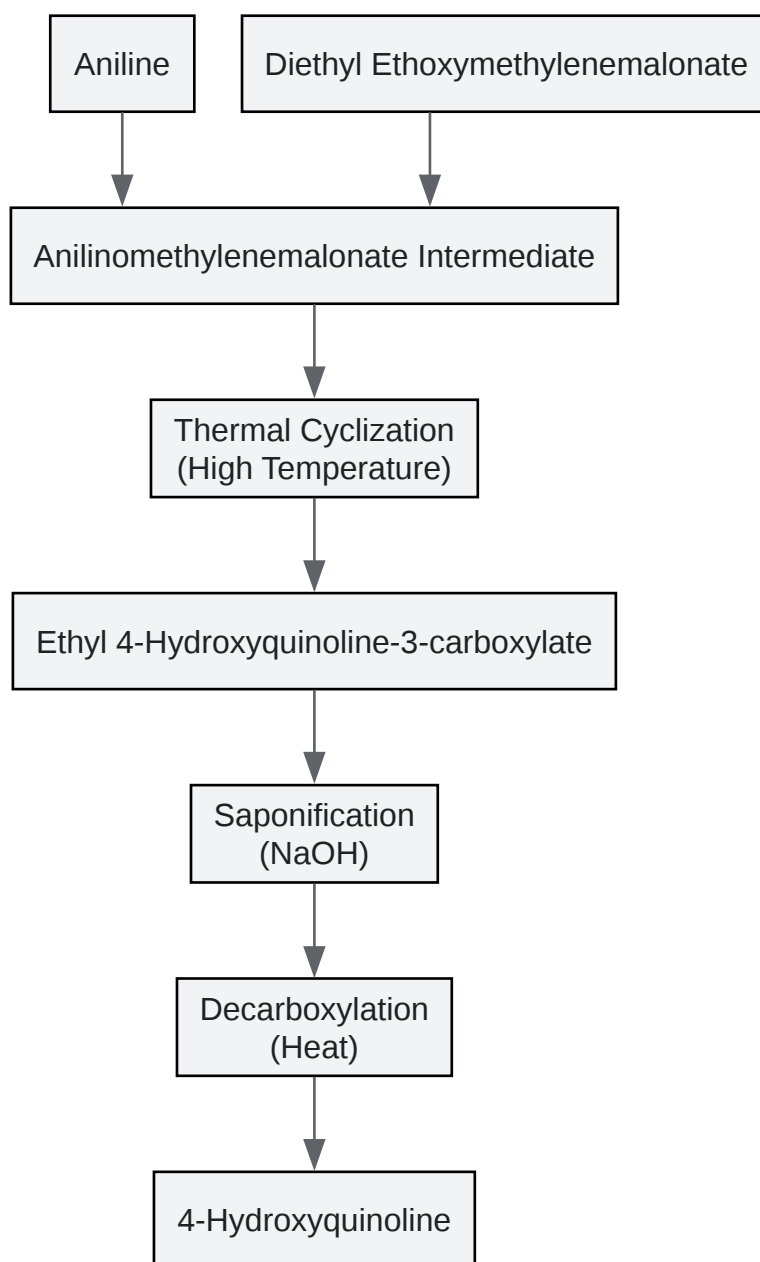 Aniline
Diethyl Ethoxymethylenemalonate
Anilinomethylenemalonate Intermediate
Thermal Cyclization
(High Temperature)
Ethyl 4-Hydroxyquinoline-3-carboxylate
Saponification
(NaOH)
Decarboxylation
(Heat)
4-Hydroxyquinoline